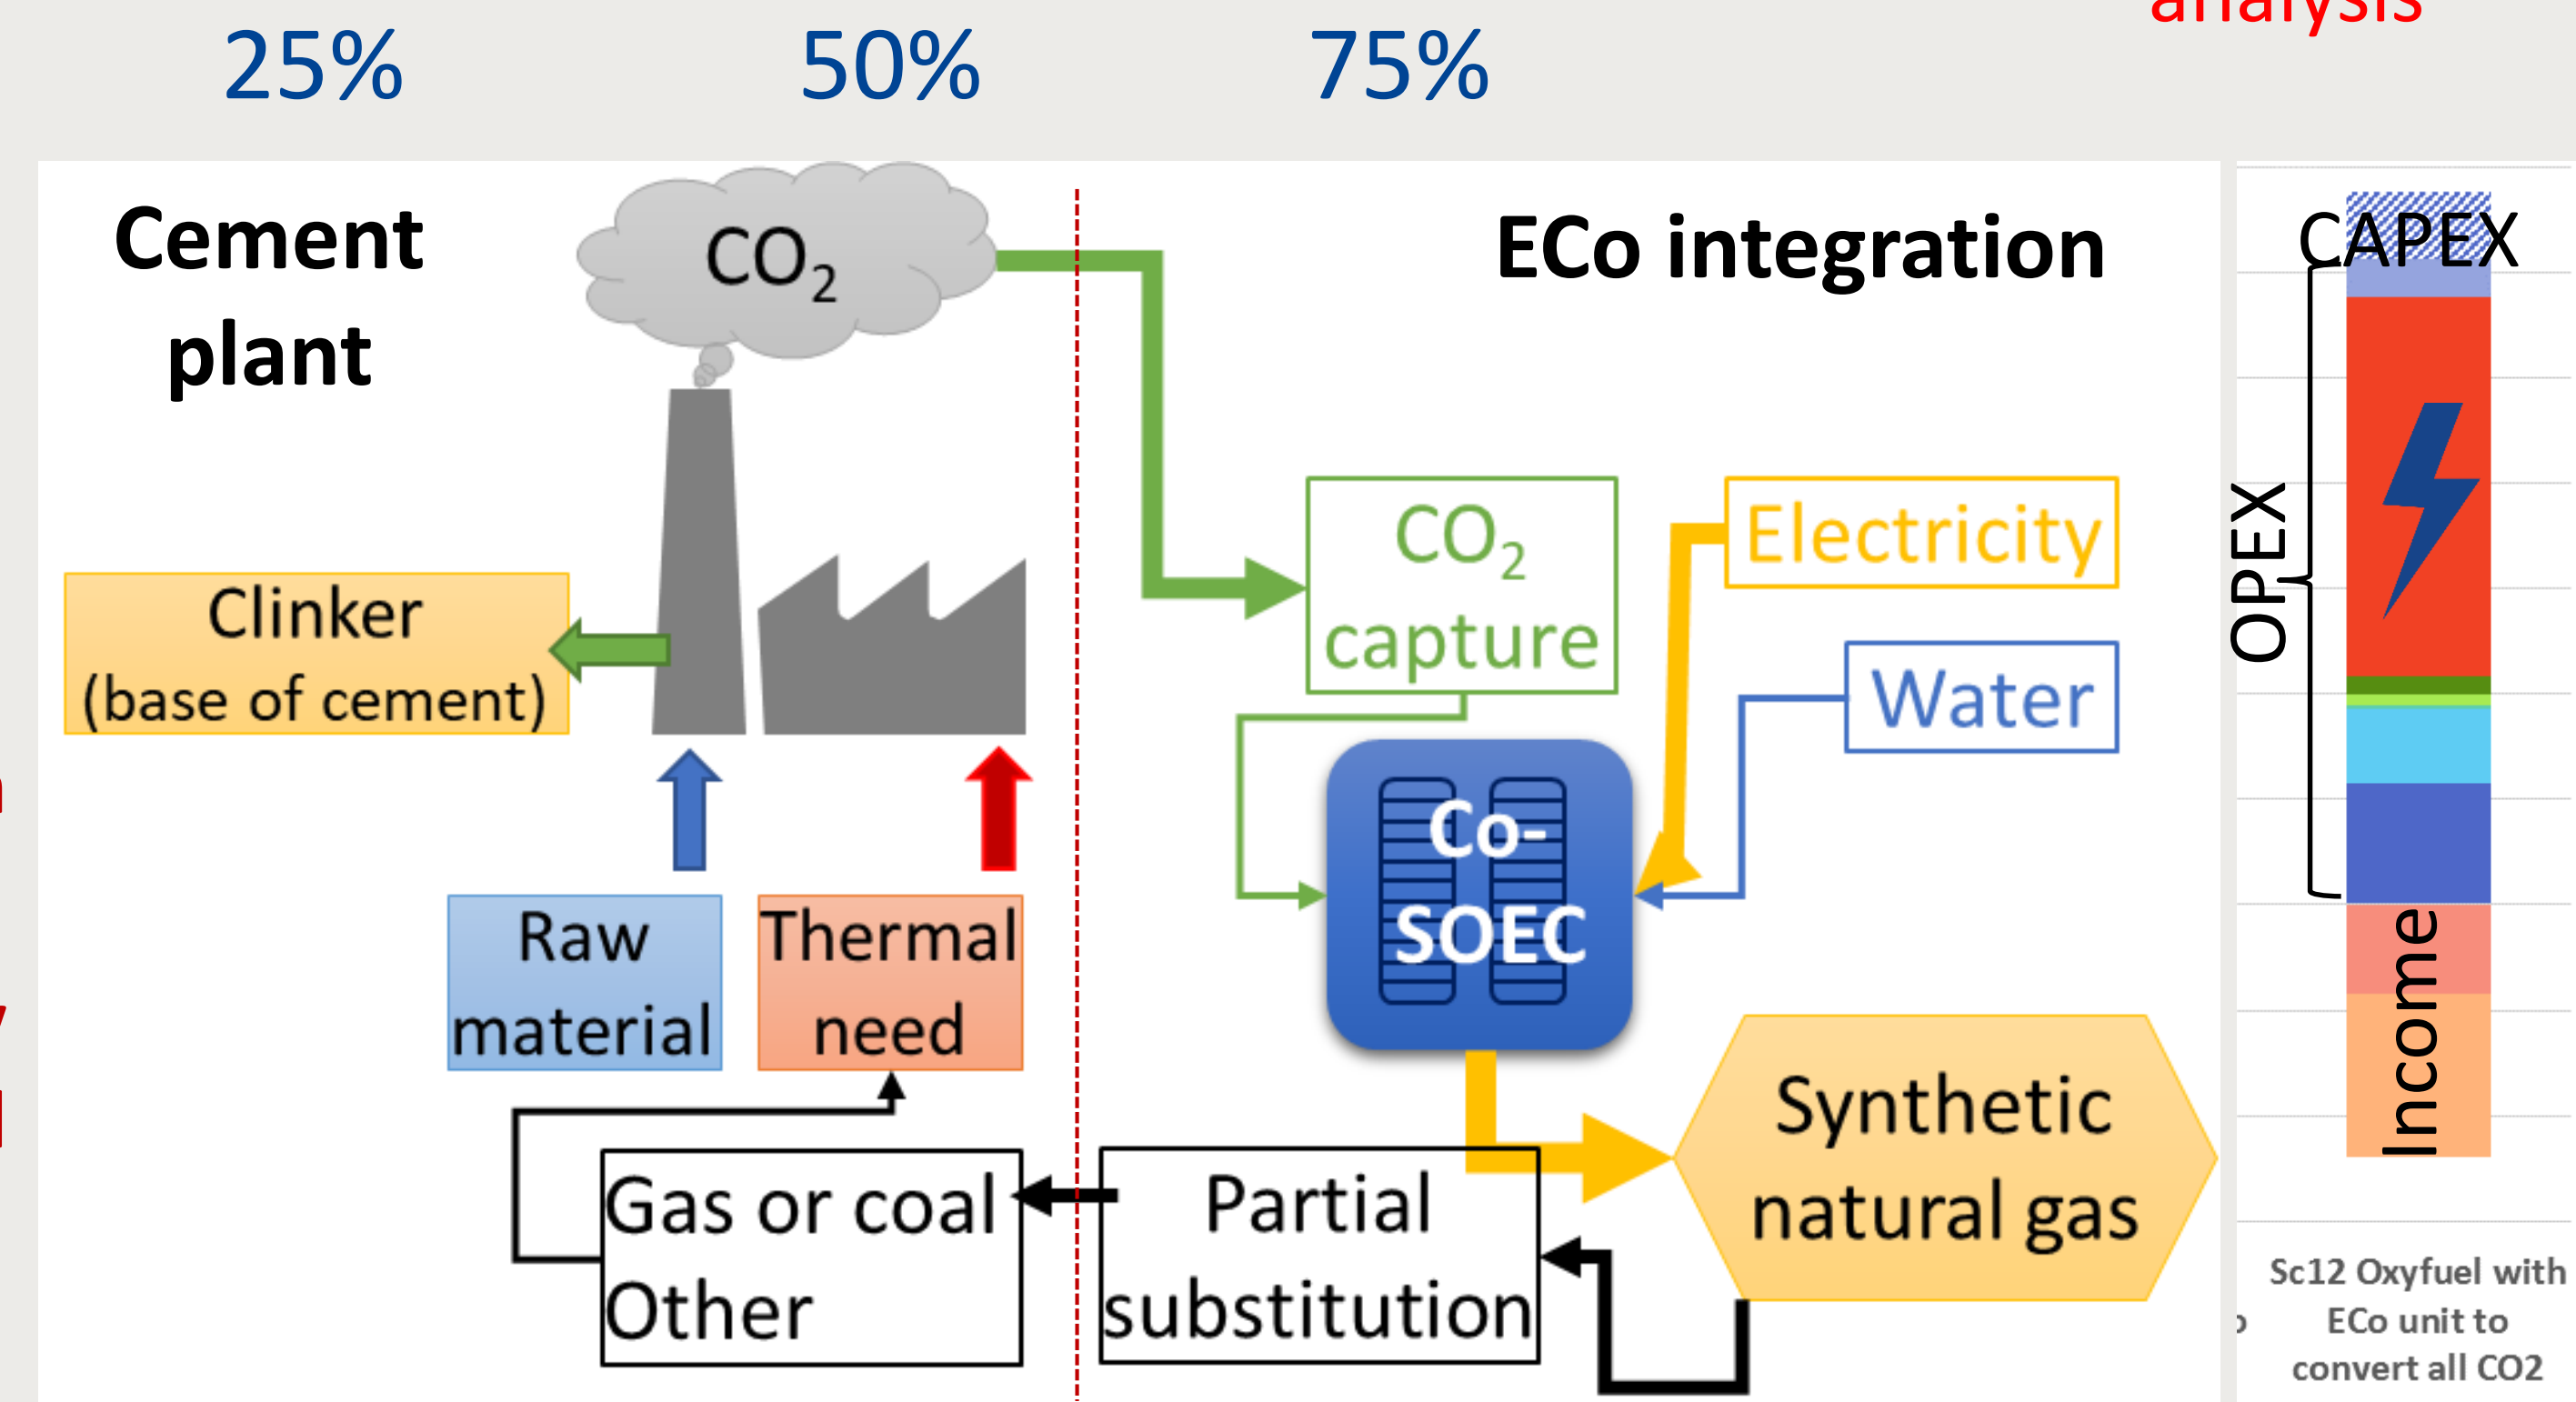 analysis
25% 50% 75%
Cement
plant
CO2
ECo integration
CAPEX
CO2
capture
Electricity
Water
OPEX
Clinker
(base of cement)
Co-
SOEC
Raw
material
Thermal
need
Income
Synthetic
natural gas
Gas or coal
Other
Partial
substitution
Sc12 Oxyfuel with
ECo unit to
convert all CO2